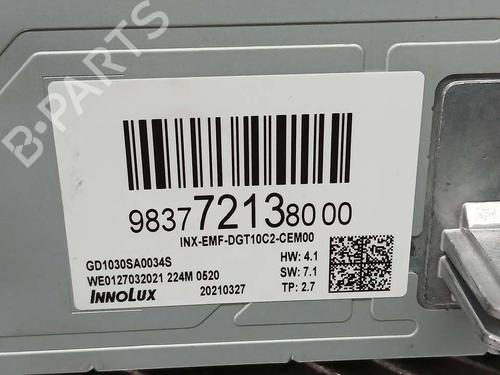 B-PARTS
9837721380 00
INX-EMF-DGT10C2-CEM00
GD1030SA0034S
HW: 4.1
WE0127032021 224M 0520
SW: 7.1
INNOLUX
20210327
TP: 2.7